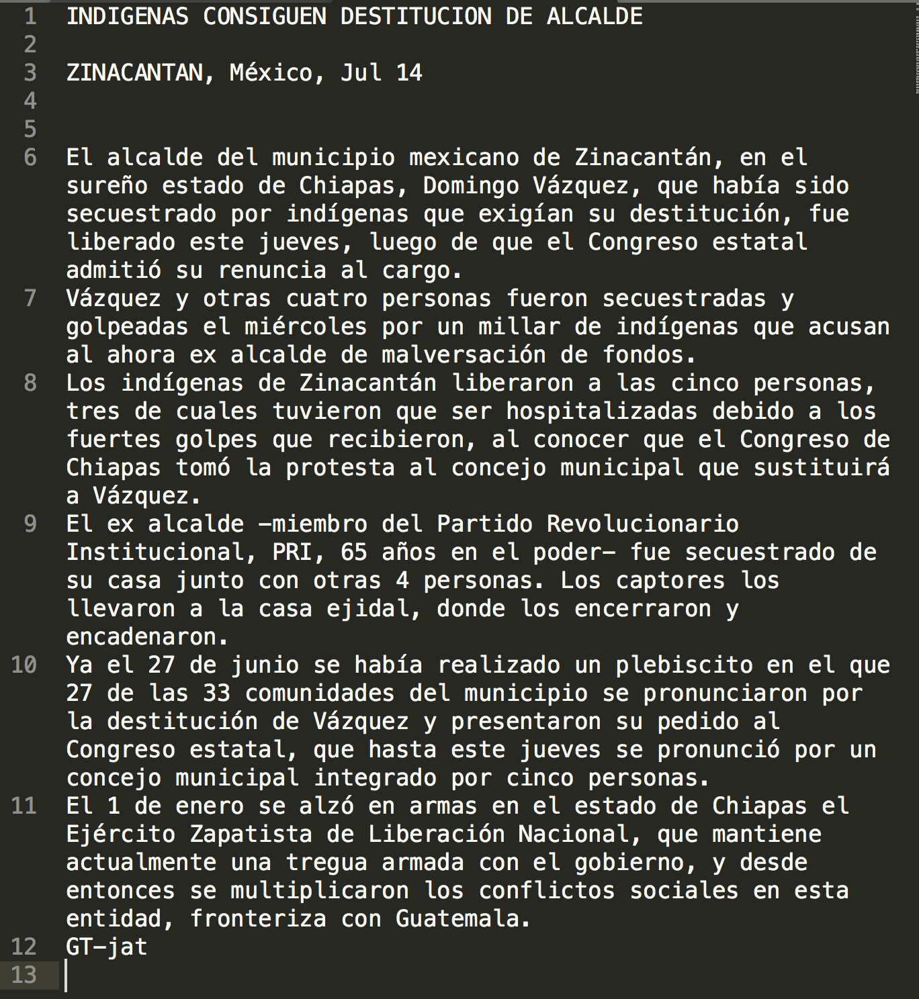 1 INDIGENAS CONSIGUEN DESTITUCION DE ALCALDE
2
3 ZINACANTAN, México, Jul 14
4
5
6 El alcalde del municipio mexicano de Zinacantán, en el
sureño estado de Chiapas, Domingo Vázquez, que había sido
secuestrado por indígenas que exigían su destitución, fue
liberado este jueves, luego de que el Congreso estatal
admitió su renuncia al cargo.
7 Vázquez y otras cuatro personas fueron secuestradas y
golpeadas el miércoles por un millar de indígenas que acusan
al ahora ex alcalde de malversación de fondos.
8 Los indígenas de Zinacantán liberaron a las cinco personas,
tres de cuales tuvieron que ser hospitalizadas debido a los
fuertes golpes que recibieron, al conocer que el Congreso de
Chiapas tomó la protesta al concejo municipal que sustituirá
a Vázquez.
9 El ex alcalde –miembro del Partido Revolucionario
Institucional, PRI, 65 años en el poder– fue secuestrado de
su casa junto con otras 4 personas. Los captores los
llevaron a la casa ejidal, donde los encerraron y
encadenaron.
10 Ya el 27 de junio se había realizado un plebiscito en el que
27 de las 33 comunidades del municipio se pronunciaron por
la destitución de Vázquez y presentaron su pedido al
Congreso estatal, que hasta este jueves se pronunció por un
concejo municipal integrado por cinco personas.
11 El 1 de enero se alzó en armas en el estado de Chiapas el
Ejército Zapatista de Liberación Nacional, que mantiene
actualmente una tregua armada con el gobierno, y desde
entonces se multiplicaron los conflictos sociales en esta
entidad, fronteriza con Guatemala.
12 GT–jat
13